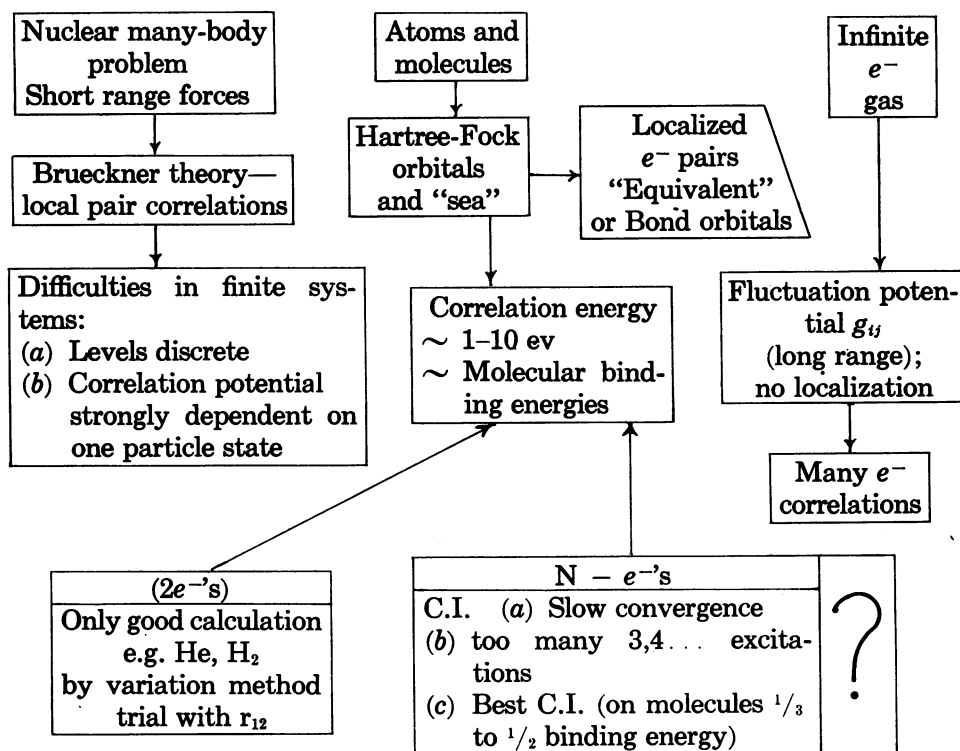 Nuclear many-body
problem
Short range forces
Brueckner theory—
local pair correlations
Difficulties in finite sys-
tems:
(a) Levels discrete
(b) Correlation potential
strongly dependent on
one particle state
Atoms and
molecules
Hartree-Fock
orbitals
and “sea”
Localized
e⁻ pairs
“Equivalent”
or Bond orbitals
Correlation energy
∼ 1–10 ev
∼ Molecular bind-
ing energies
Infinite
e⁻
gas
Fluctuation poten-
tial gᵢⱼ
(long range);
no localization
Many e⁻
correlations
(2e⁻’s)
Only good calculation
e.g. He, H₂
by variation method
trial with r₁₂
N – e⁻’s
C.I. (a) Slow convergence
(b) too many 3,4... excita-
tions
(c) Best C.I. (on molecules 1/3
to 1/2 binding energy)
?